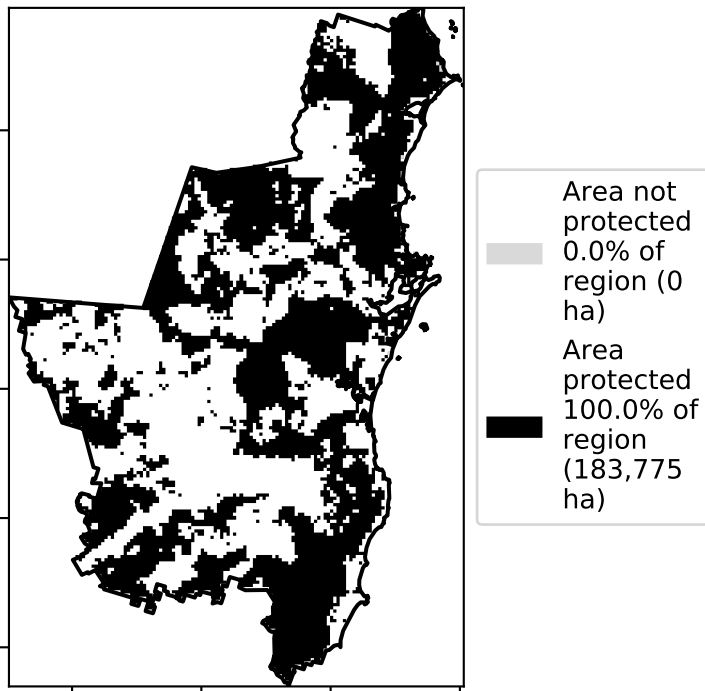 Area not
protected
0.0% of
region (0
ha)
Area
protected
100.0% of
region
(183,775
ha)